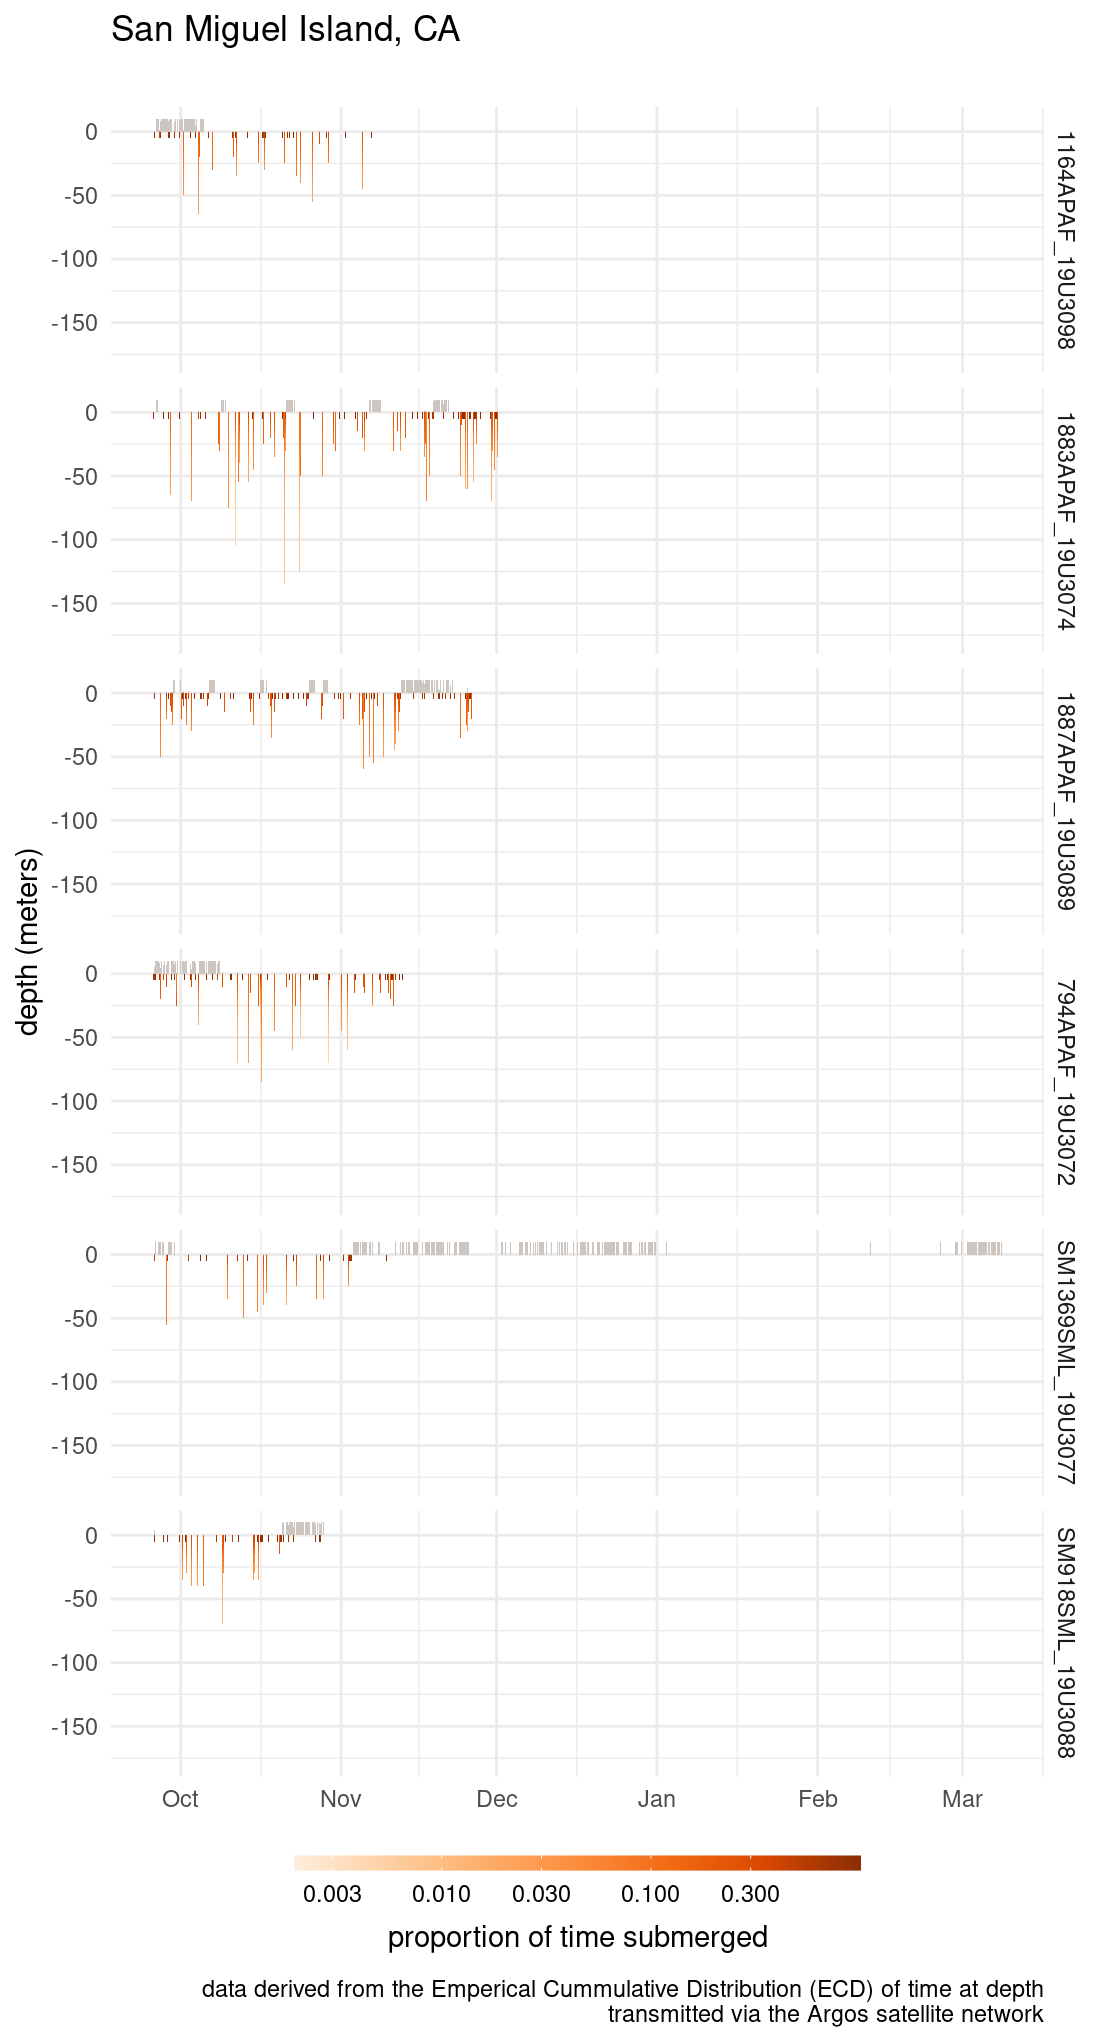 San Miguel Island, CA
0
-50
-100
-150
1164APAF_19U3098
0
-50
-100
-150
1883APAF_19U3074
0
-50
-100
-150
1887APAF_19U3089
depth (meters)
0
-50
-100
-150
794APAF_19U3072
0
-50
-100
-150
SM1369SML_19U3077
0
-50
-100
-150
SM918SML_19U3088
Oct Nov Dec Jan Feb Mar
0.003 0.010 0.030 0.100 0.300
proportion of time submerged
data derived from the Emperical Cummulative Distribution (ECD) of time at depth
transmitted via the Argos satellite network